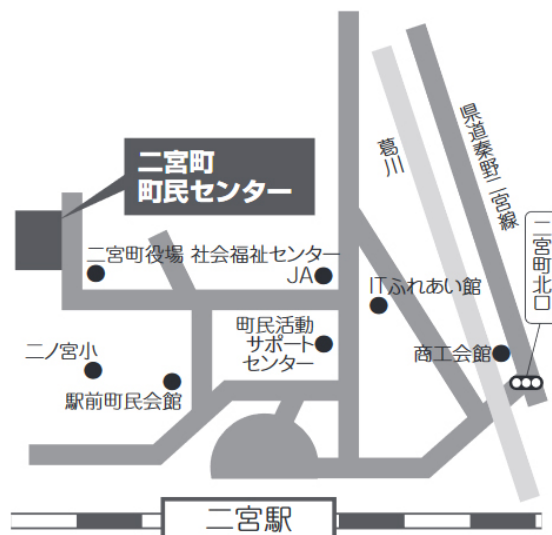 二宮町
町民センター
葛川
県道秦野二宮線
二宮町北口
二宮町役場 社会福祉センター
JA
ITふれあい館
町民活動
サポート
センター
商工会館
二ノ宮小
駅前町民会館
二宮駅